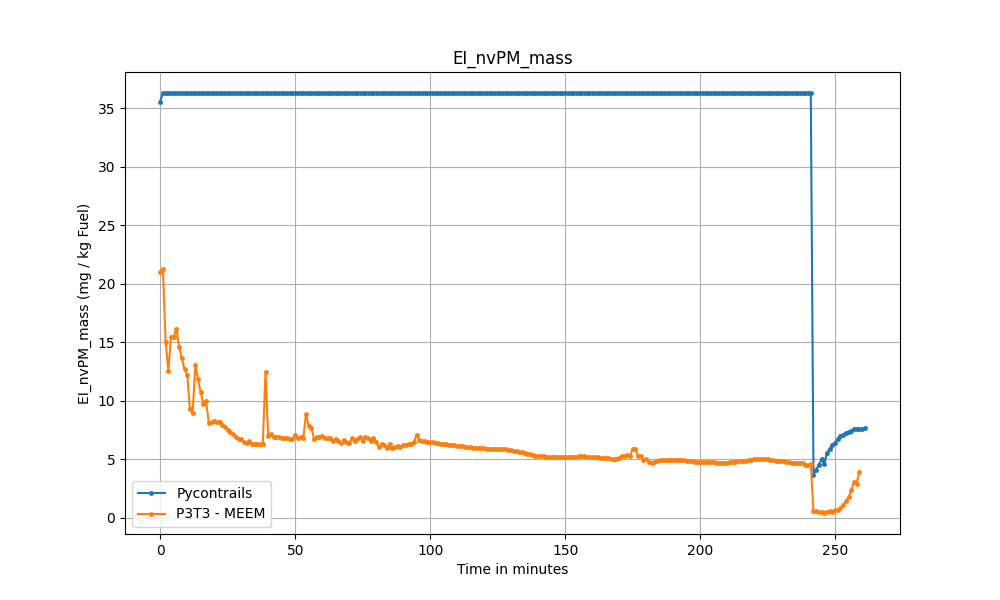 EI_nvPM_mass
EI_nvPM_mass (mg / kg Fuel)
35
30
25
20
15
10
5
0
Pycontrails
P3T3 - MEEM
0 50 100 150 200 250
Time in minutes